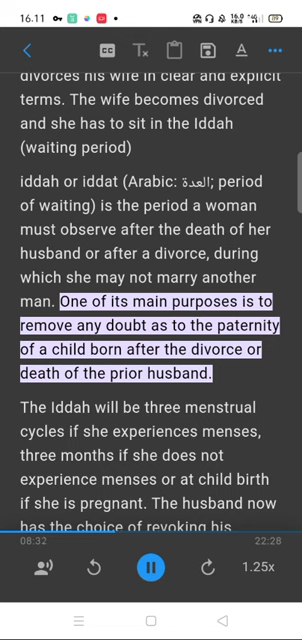 16.11
16.0 KB/S
4G
CC
divorces his wife in clear and explicit
terms. The wife becomes divorced
and she has to sit in the Iddah
(waiting period)
iddah or iddat (Arabic: العدة; period
of waiting) is the period a woman
must observe after the death of her
husband or after a divorce, during
which she may not marry another
man. One of its main purposes is to
remove any doubt as to the paternity
of a child born after the divorce or
death of the prior husband.
The Iddah will be three menstrual
cycles if she experiences menses,
three months if she does not
experience menses or at child birth
if she is pregnant. The husband now
has the choice of revoking his
08:32
22:28
1.25x